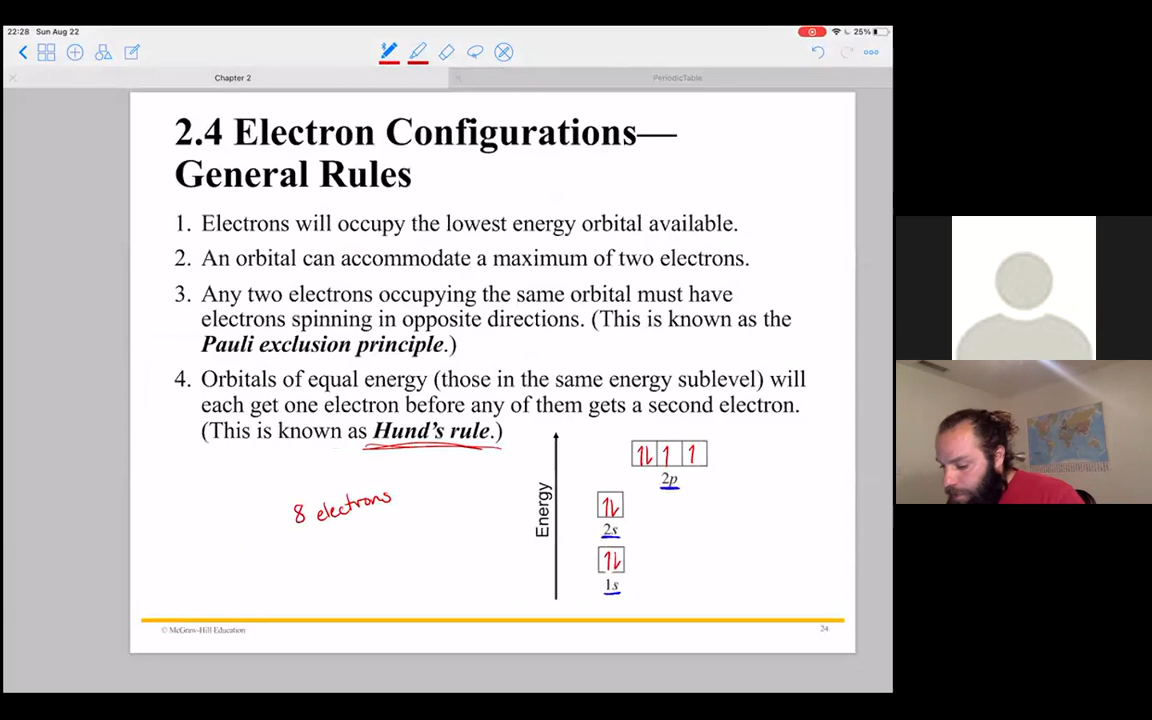 22:28 Sun Aug 22
25%
Chapter 2
PeriodicTable
2.4 Electron Configurations—
General Rules
1. Electrons will occupy the lowest energy orbital available.
2. An orbital can accommodate a maximum of two electrons.
3. Any two electrons occupying the same orbital must have
electrons spinning in opposite directions. (This is known as the
Pauli exclusion principle.)
4. Orbitals of equal energy (those in the same energy sublevel) will
each get one electron before any of them gets a second electron.
(This is known as Hund's rule.)
8 electrons
Energy
2p
2s
1s
© McGraw-Hill Education
24